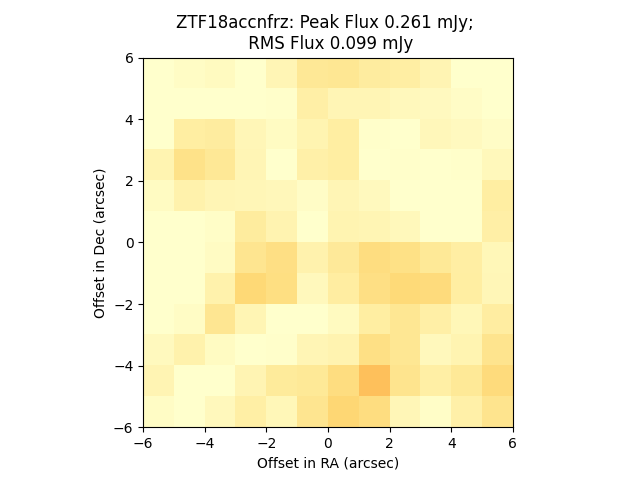 ZTF18accnfrz: Peak Flux 0.261 mJy;
RMS Flux 0.099 mJy
6
4
2
0
−2
−4
−6
Offset in Dec (arcsec)
−6 −4 −2 0 2 4 6
Offset in RA (arcsec)